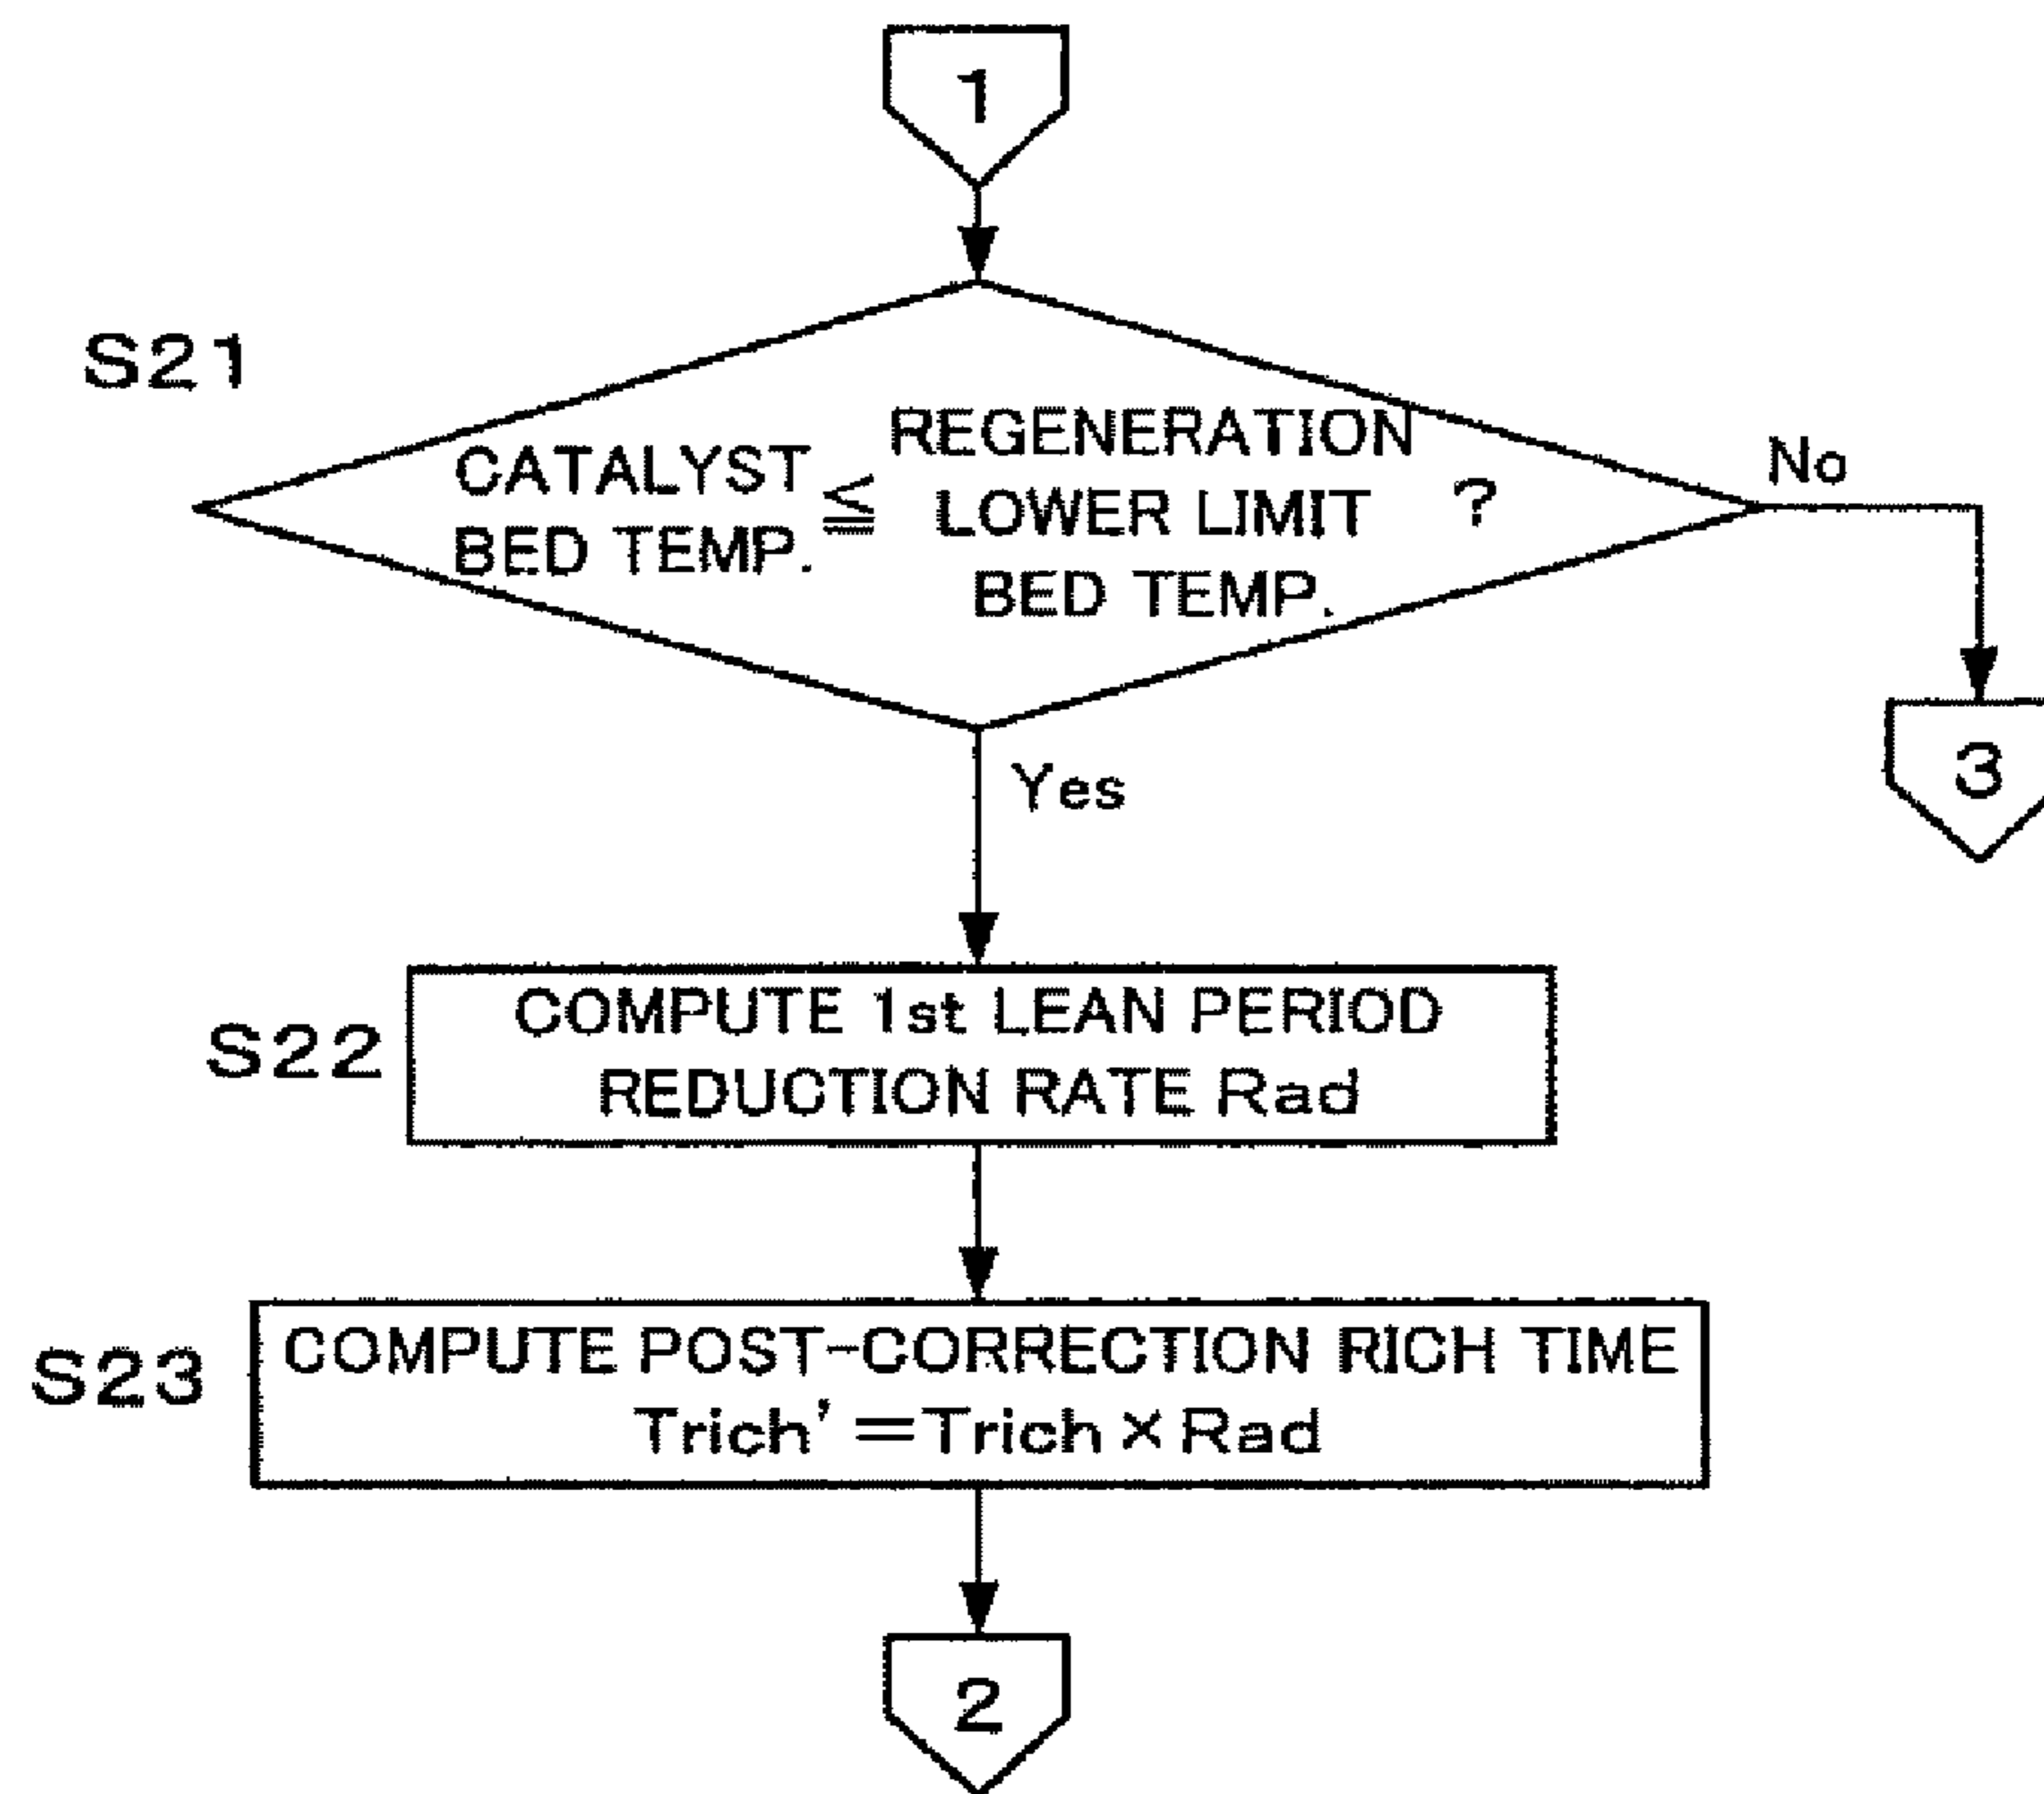 1
S21
CATALYST
BED TEMP.
≦
REGENERATION
LOWER LIMIT
BED TEMP.
?
No
3
Yes
S22
COMPUTE 1st LEAN PERIOD
REDUCTION RATE Rad
S23
COMPUTE POST-CORRECTION RICH TIME
Trich' =Trich × Rad
2